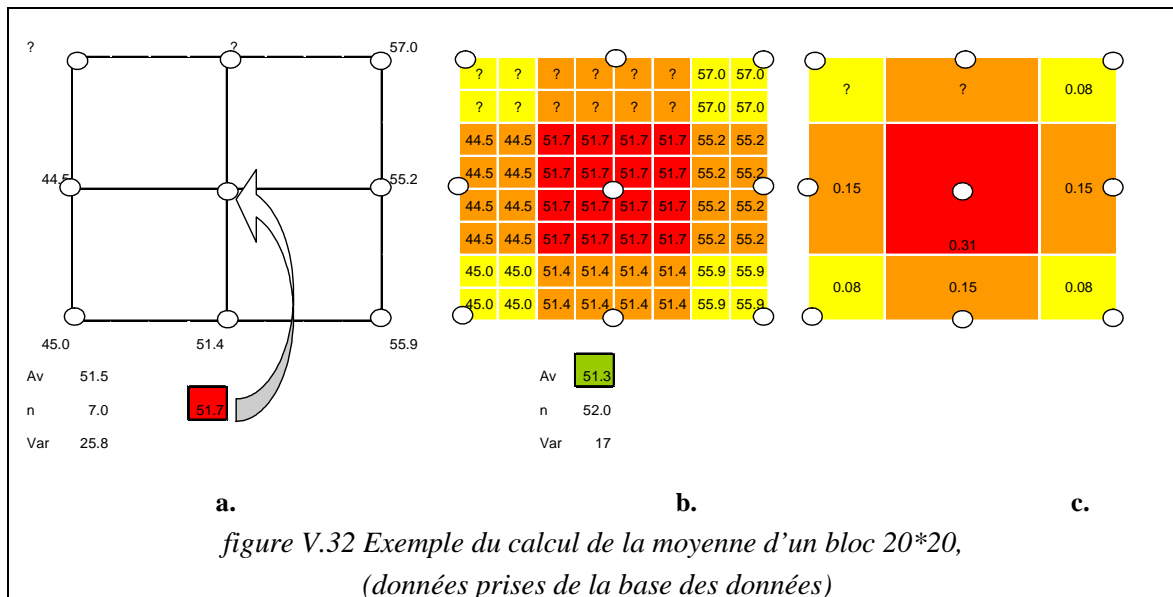 ? ? 57.0
44.5 55.2
45.0 51.4 55.9
Av 51.5
n 7.0 51.7
Var 25.8
? ? ? ? ? ? 57.0 57.0
? ? ? ? ? ? 57.0 57.0
44.5 44.5 51.7 51.7 51.7 51.7 55.2 55.2
44.5 44.5 51.7 51.7 51.7 51.7 55.2 55.2
44.5 44.5 51.7 51.7 51.7 51.7 55.2 55.2
44.5 44.5 51.7 51.7 51.7 51.7 55.2 55.2
45.0 45.0 51.4 51.4 51.4 51.4 55.9 55.9
45.0 45.0 51.4 51.4 51.4 51.4 55.9 55.9
Av 51.3
n 52.0
Var 17
? ? 0.08
0.15 0.31 0.15
0.08 0.15 0.08
a. b. c.
figure V.32 Exemple du calcul de la moyenne d’un bloc 20*20,
(données prises de la base des données)